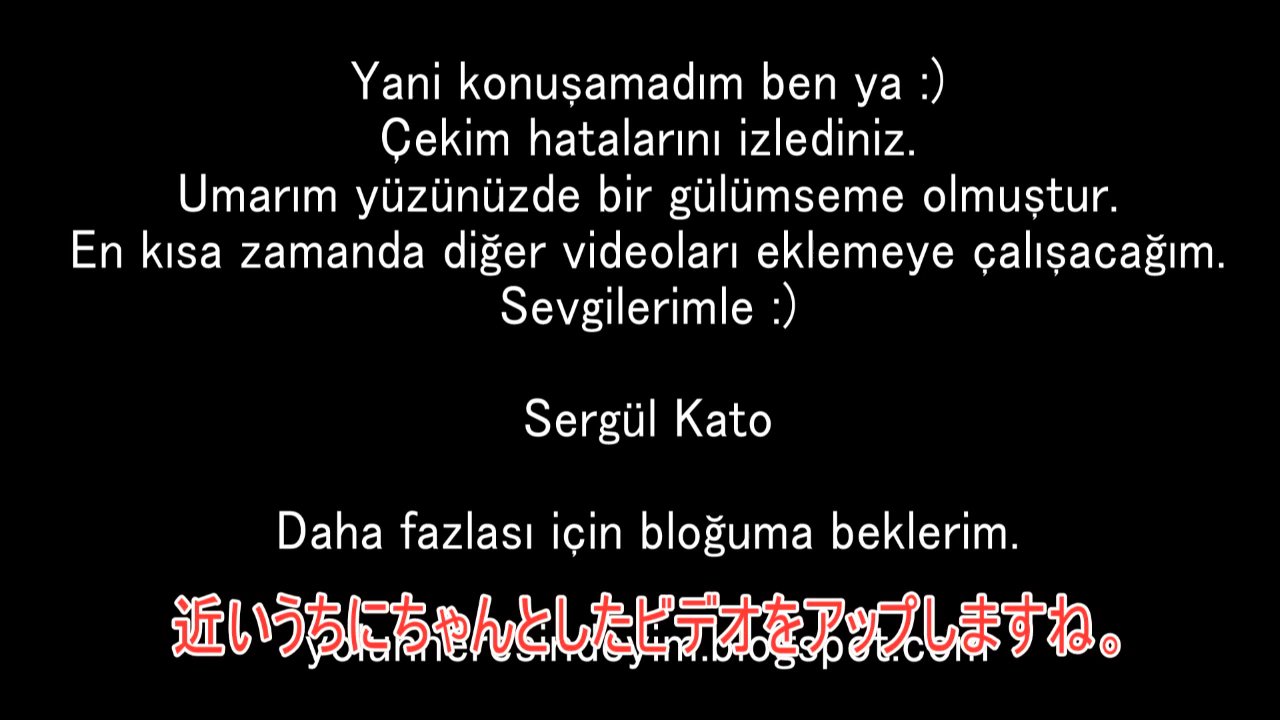 Yani konuşamadım ben ya :)
Çekim hatalarını izlediniz.
Umarım yüzünüzde bir gülümseme olmuştur.
En kısa zamanda diğer videoları eklemeye çalışacağım.
Sevgilerimle :)
Sergül Kato
Daha fazlası için bloğuma beklerim.
近いうちにちゃんとしたビデオをアップしますね。